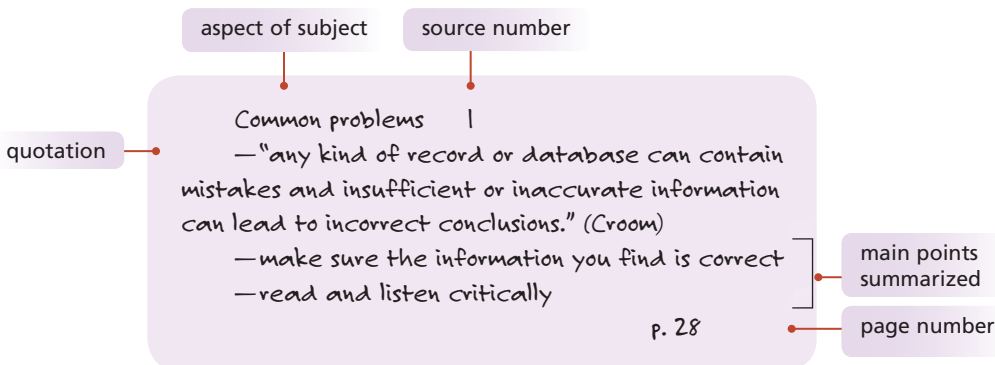 aspect of subject
source number
Common problems 1
quotation
—“any kind of record or database can contain
mistakes and insufficient or inaccurate information
can lead to incorrect conclusions.” (Croom)
—make sure the information you find is correct
—read and listen critically
main points
summarized
p. 28
page number